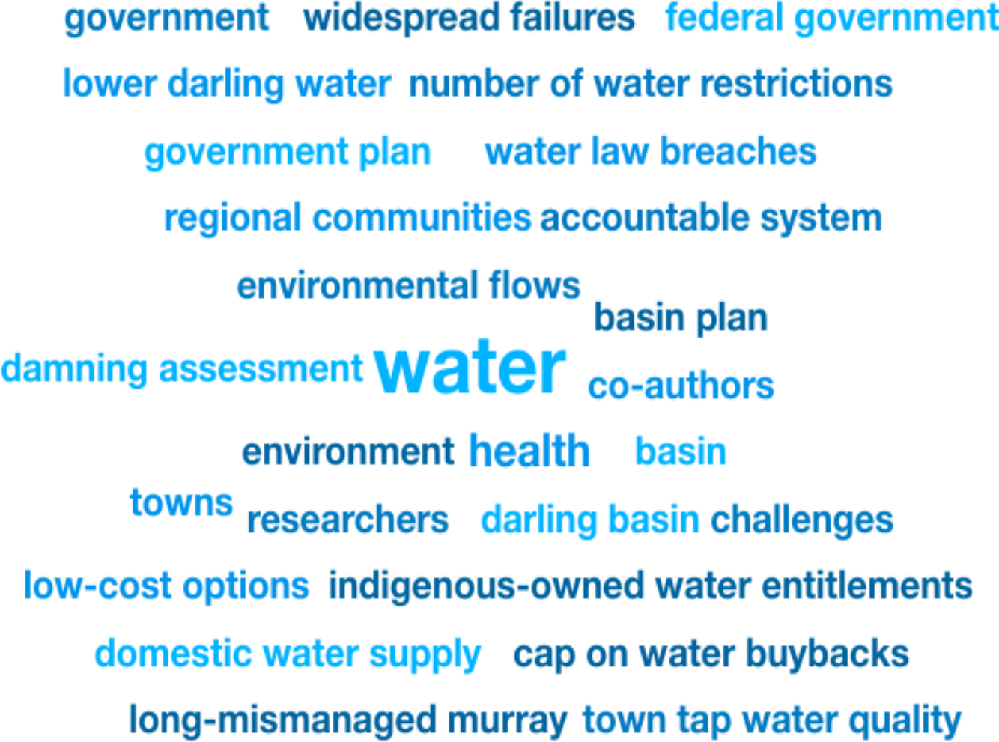 government widespread failures federal government
lower darling water number of water restrictions
government plan water law breaches
regional communities accountable system
environmental flows
basin plan
damning assessment water co-authors
environment health basin
towns researchers darling basin challenges
low-cost options indigenous-owned water entitlements
domestic water supply cap on water buybacks
long-mismanaged murray town tap water quality